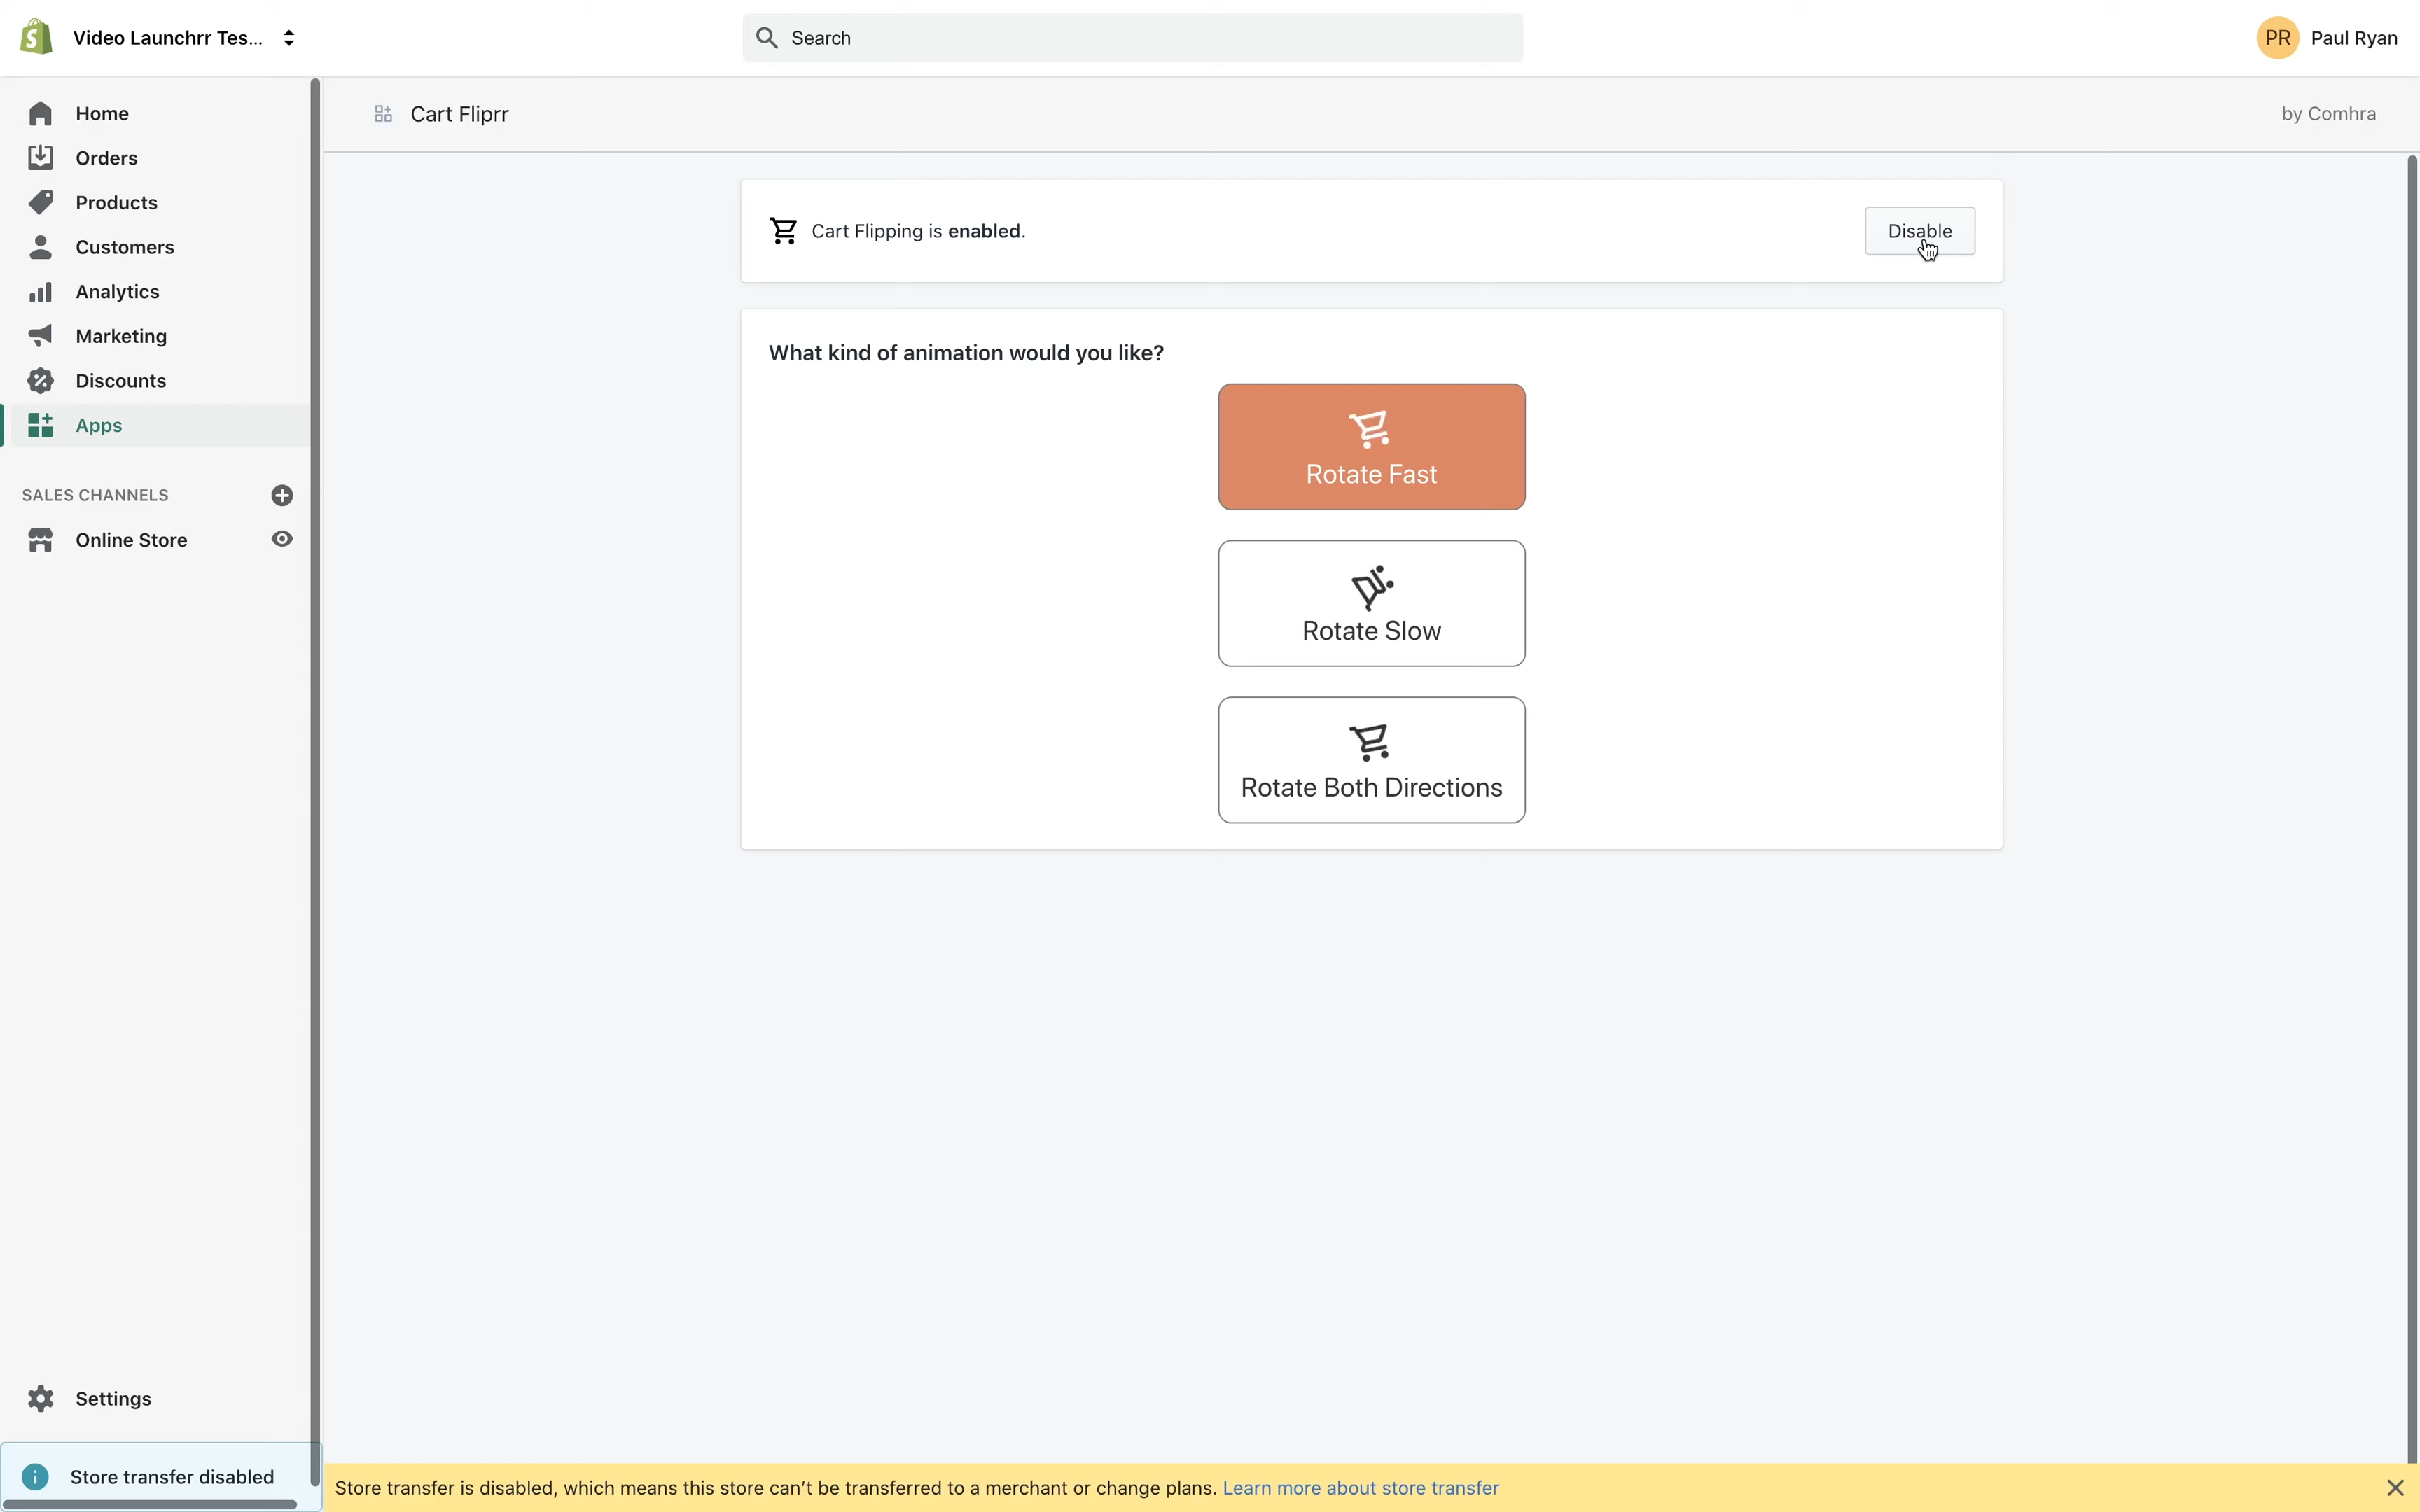 Video Launchrr Tes...
Search
PR Paul Ryan
Home
Orders
Products
Customers
Analytics
Marketing
Discounts
Apps
SALES CHANNELS
Online Store
Settings
Store transfer disabled
Cart Fliprr
by Comhra
Cart Flipping is enabled.
Disable
What kind of animation would you like?
Rotate Fast
Rotate Slow
Rotate Both Directions
Store transfer is disabled, which means this store can’t be transferred to a merchant or change plans. Learn more about store transfer